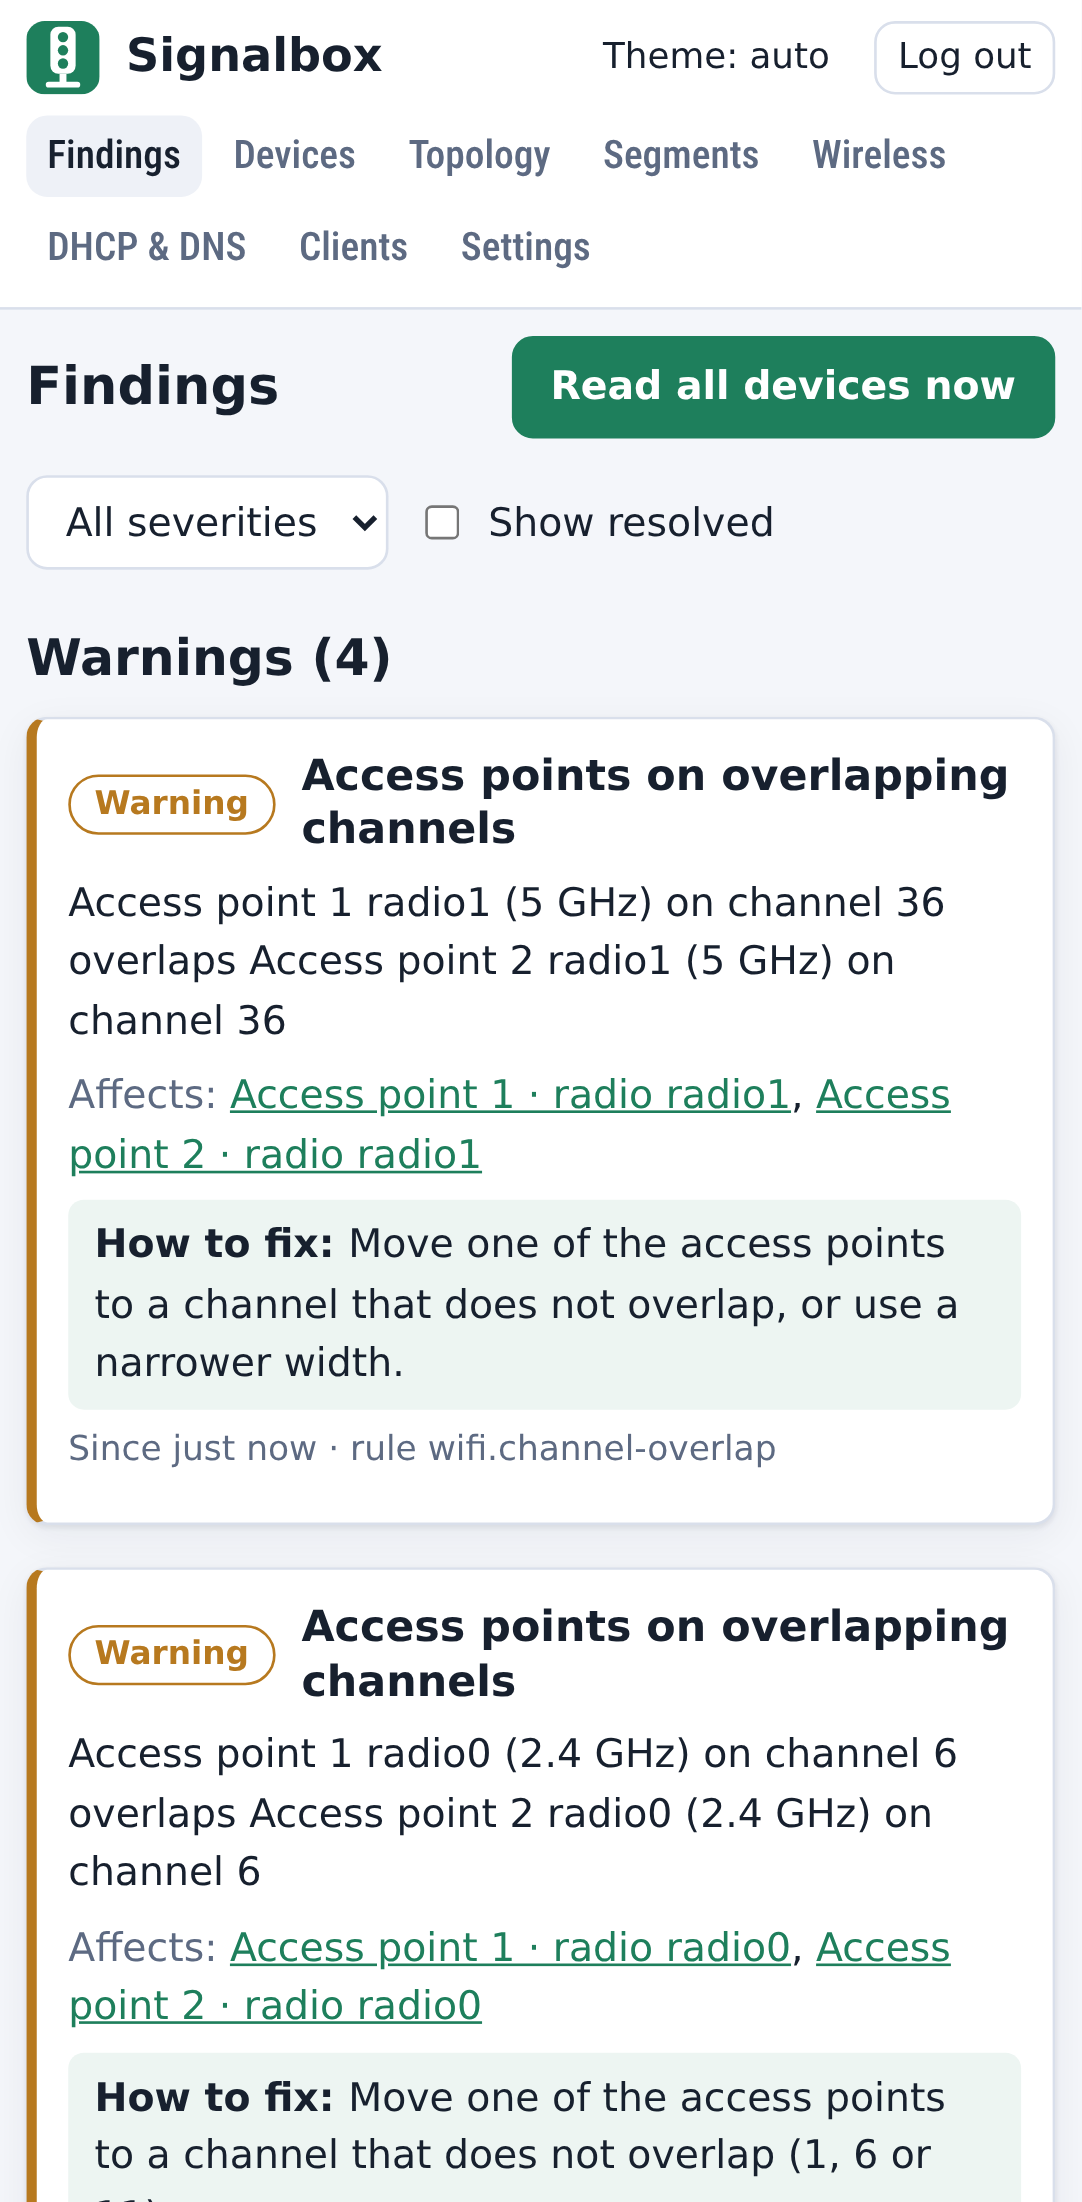 Signalbox
Theme: auto
Log out
Findings
Devices
Topology
Segments
Wireless
DHCP & DNS
Clients
Settings
Findings
Read all devices now
All severities
Show resolved
Warnings (4)
Warning
Access points on overlapping
channels
Access point 1 radio1 (5 GHz) on channel 36
overlaps Access point 2 radio1 (5 GHz) on
channel 36
Affects: Access point 1 · radio radio1, Access
point 2 · radio radio1
How to fix: Move one of the access points
to a channel that does not overlap, or use a
narrower width.
Since just now · rule wifi.channel-overlap
Warning
Access points on overlapping
channels
Access point 1 radio0 (2.4 GHz) on channel 6
overlaps Access point 2 radio0 (2.4 GHz) on
channel 6
Affects: Access point 1 · radio radio0, Access
point 2 · radio radio0
How to fix: Move one of the access points
to a channel that does not overlap (1, 6 or